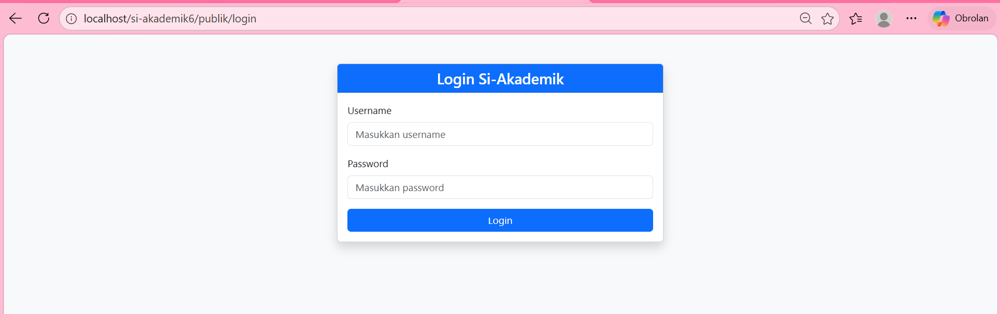 localhost/si-akademik6/publik/login
Obrolan
Login Si-Akademik
Username
Masukkan username
Password
Masukkan password
Login